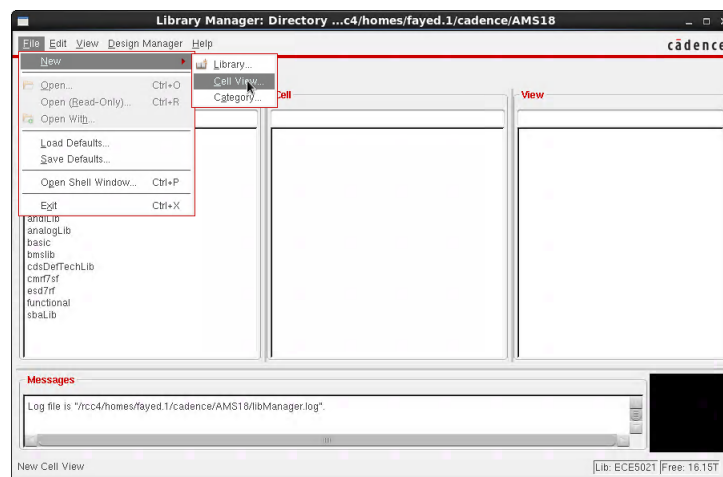 Library Manager: Directory ...c4/homes/fayed.1/cadence/AMS18
File Edit View Design Manager Help
cādence
New
Library...
Cell View...
Category...
Open... Ctrl+O
Open (Read-Only)... Ctrl+R
Open With...
Load Defaults...
Save Defaults...
Open Shell Window... Ctrl+P
Exit Ctrl+X
Cell
View
analogLib
basic
bmslib
cdsDefTechLib
cmrf7sf
esd7rf
functional
sbaLib
Messages
Log file is "/rcc4/homes/fayed.1/cadence/AMS18/libManager.log".
New Cell View
Lib: ECE5021
Free: 16.15T